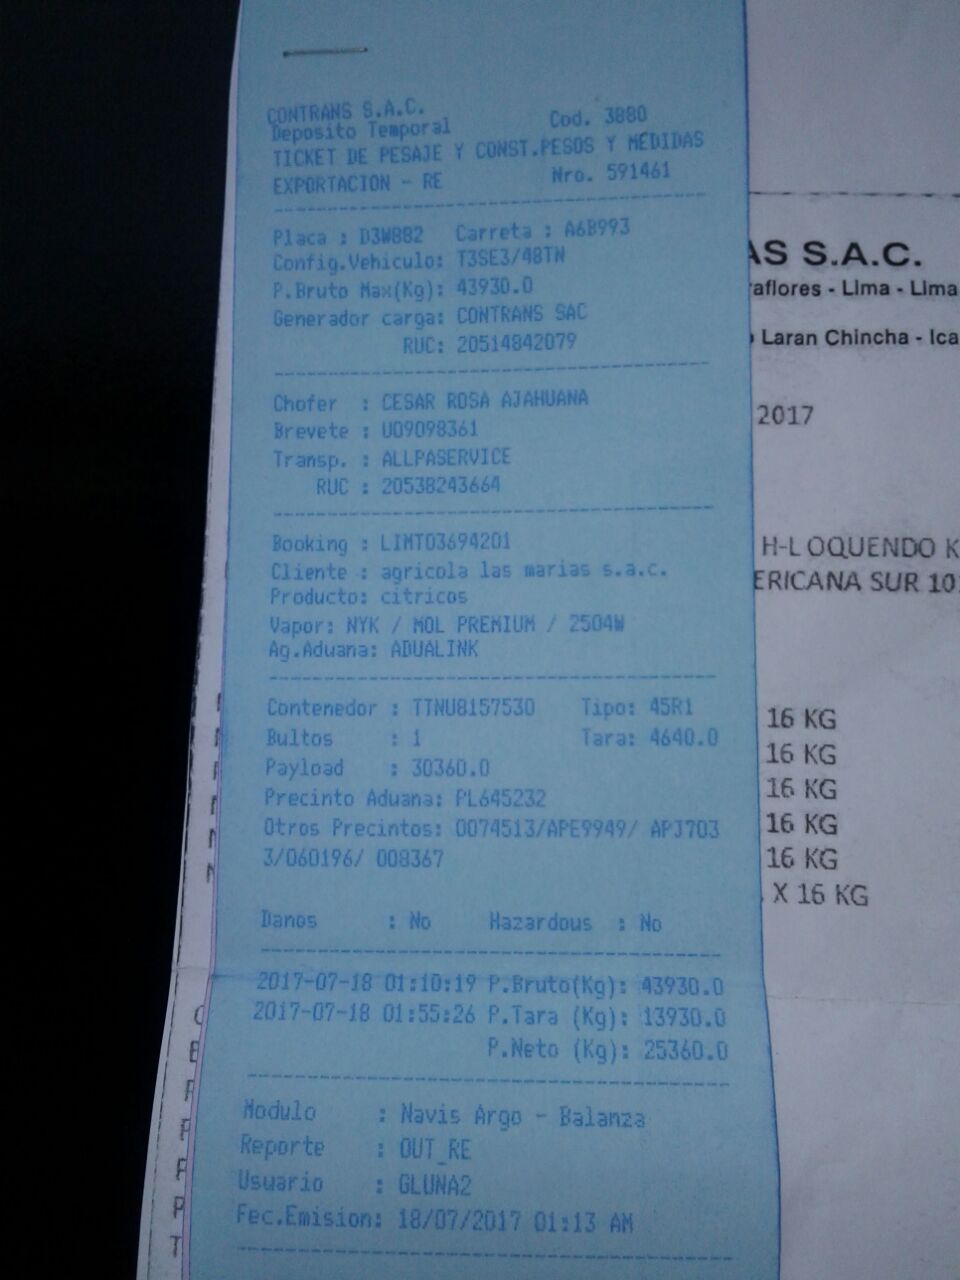 CONTRANS S.A.C.
Deposito Temporal Cod. 3880
TICKET DE PESAJE Y CONST.PESOS Y MEDIDAS
EXPORTACION - RE Nro. 591461
Placa : D3W882 Carreta : A6B993
Config.Vehiculo: T3SE3/48TN
P.Bruto Max(Kg): 43930.0
Generador carga: CONTRANS SAC
RUC: 20514842079
Chofer : CESAR ROSA AJAHUANA
Brevete : U09098361
Transp. : ALLPASERVICE
RUC : 20538243664
Booking : LIMT03694201
Cliente : agricola las marias s.a.c.
Producto: citricos
Vapor: NYK / MOL PREMIUM / 2504W
Ag.Aduana: ADUALINK
Contenedor : TTNU8157530 Tipo: 45R1
Bultos : 1 Tara: 4640.0
Payload : 30360.0
Precinto Aduana: PL645232
Otros Precintos: 0074513/APE9949/ APJ703
3/060196/ 008367
Danos : No Hazardous : No
2017-07-18 01:10:19 P.Bruto(Kg): 43930.0
2017-07-18 01:55:26 P.Tara (Kg): 13930.0
P.Neto (Kg): 25360.0
Modulo : Navis Argo - Balanza
Reporte : OUT_RE
Usuario : GLUNA2
Fec.Emision: 18/07/2017 01:13 AM
AS S.A.C.
raflores - Lima - Lima
Laran Chincha - Ica
2017
H-L OQUENDO K
ERICANA SUR 10
16 KG
16 KG
16 KG
16 KG
16 KG
X 16 KG